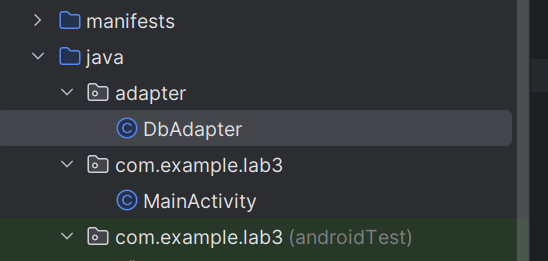 manifests
java
adapter
DbAdapter
com.example.lab3
MainActivity
com.example.lab3 (androidTest)